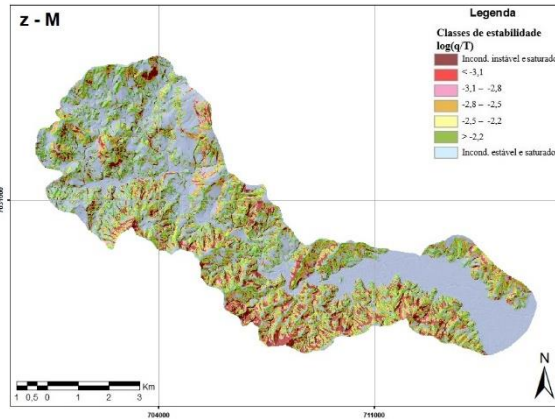 z - M
Legenda
Classes de estabilidade
log(q/T)
Incond. instável e saturado
< -3,1
-3,1 – -2,8
-2,8 – -2,5
-2,5 – -2,2
> -2,2
Incond. estável e saturado
N
Km
1 0,5 0 1 2 3
704000
711000